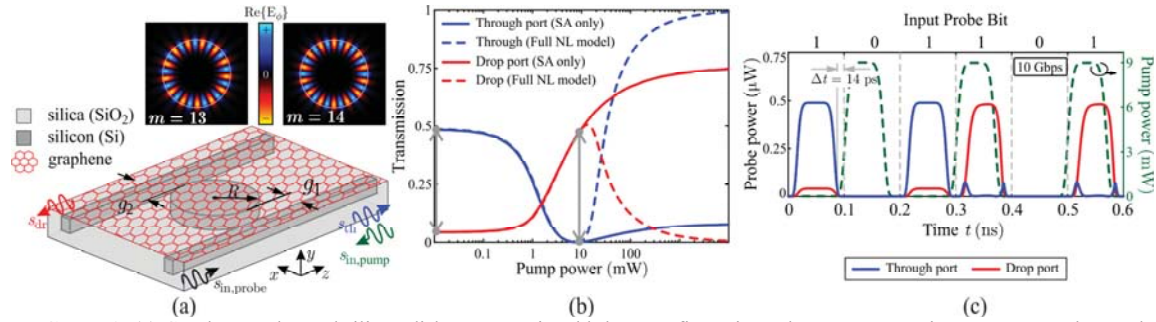 Re{E_ϕ}
+
0
−
m = 13
m = 14
silica (SiO₂)
silicon (Si)
graphene
R
g₁
g₂
s_dr
s_th
s_in,pump
s_in,probe
x
y
z
(a)
Transmission
1
0.75
0.5
0.25
0
Through port (SA only)
Through (Full NL model)
Drop port (SA only)
Drop (Full NL model)
0.1 1 10 100
Pump power (mW)
(b)
Input Probe Bit
1 0 1 1 0 1
Probe power (μW)
0.75
0.5
0.25
0
Δt = 14 ps
10 Gbps
9
6
3
0
Pump power (mW)
0 0.1 0.2 0.3 0.4 0.5 0.6
Time t (ns)
Through port Drop port
(c)